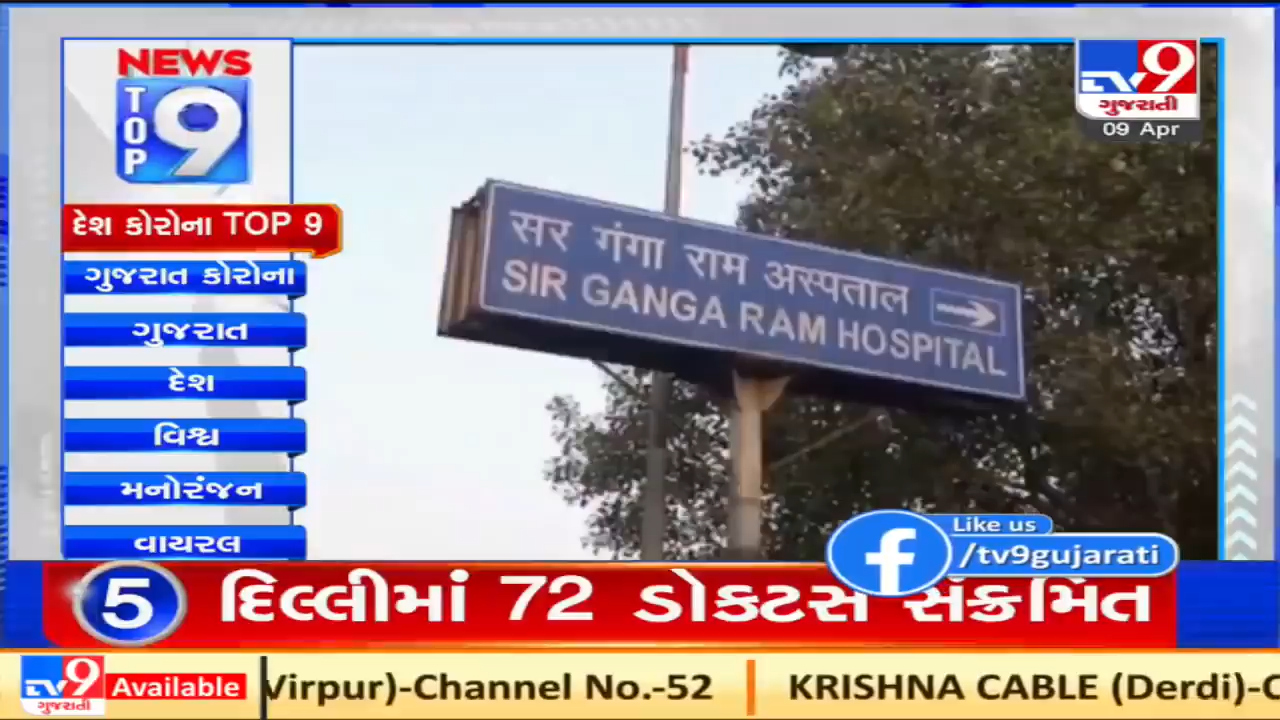 NEWS
TOP
9
દેશ કોરોના TOP 9
ગુજરાત કોરોના
ગુજરાત
દેશ
વિશ્વ
મનોરંજન
વાયરલ
सर गंगा राम अस्पताल
SIR GANGA RAM HOSPITAL
TV9
ગુજરાતી
09 Apr
Like us
/tv9gujarati
5 દિલ્લીમાં 72 ડોક્ટર્સ સંક્રમિત
TV9 ગુજરાતી Available Virpur)-Channel No.-52 | KRISHNA CABLE (Derdi)-C